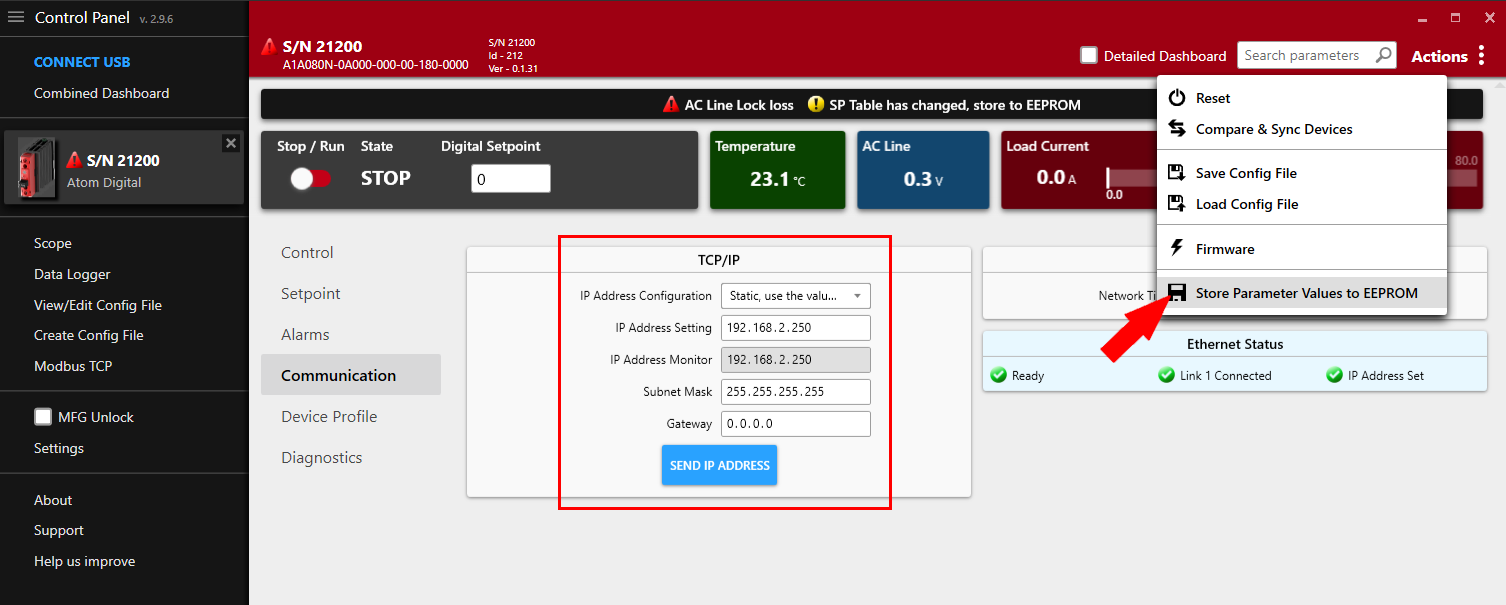 Control Panel v. 2.9.6
CONNECT USB
Combined Dashboard
S/N 21200
Atom Digital
Scope
Data Logger
View/Edit Config File
Create Config File
Modbus TCP
MFG Unlock
Settings
About
Support
Help us improve
S/N 21200
A1A080N-0A000-000-00-180-0000
S/N 21200
Id - 212
Ver - 0.1.31
Detailed Dashboard
Search parameters
Actions
AC Line Lock loss
SP Table has changed, store to EEPROM
Stop / Run State Digital Setpoint
STOP 0
Temperature
23.1 °C
AC Line
0.3 V
Load Current
0.0 A
0.0
80.0
Reset
Compare & Sync Devices
Save Config File
Load Config File
Firmware
Store Parameter Values to EEPROM
Control
Setpoint
Alarms
Communication
Device Profile
Diagnostics
TCP/IP
IP Address Configuration Static, use the valu...
IP Address Setting 192.168.2.250
IP Address Monitor 192.168.2.250
Subnet Mask 255.255.255.255
Gateway 0.0.0.0
SEND IP ADDRESS
Network
Ethernet Status
Ready Link 1 Connected IP Address Set